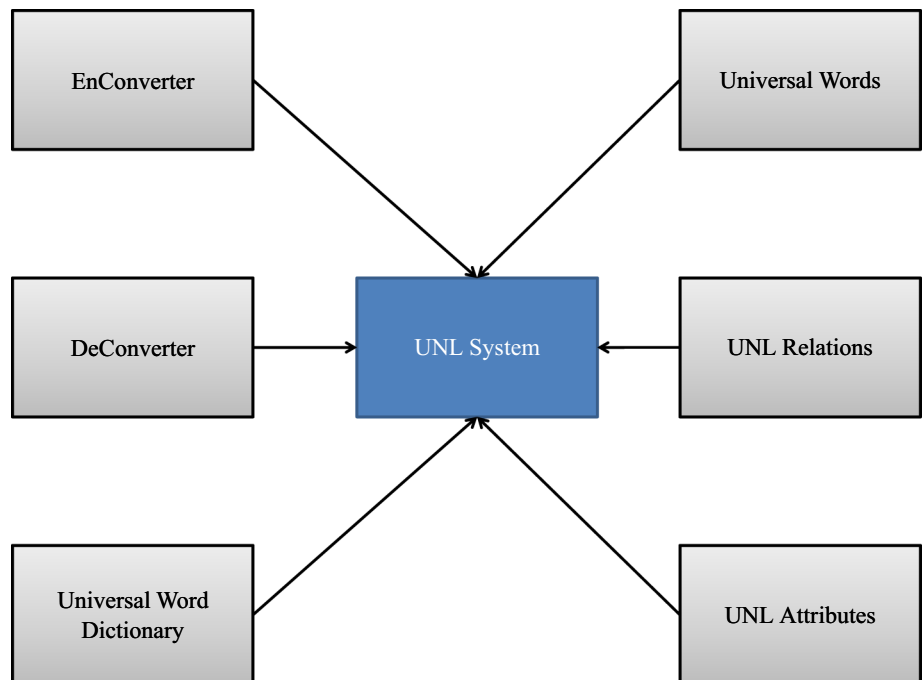 EnConverter
Universal Words
DeConverter
UNL System
UNL Relations
Universal Word
Dictionary
UNL Attributes